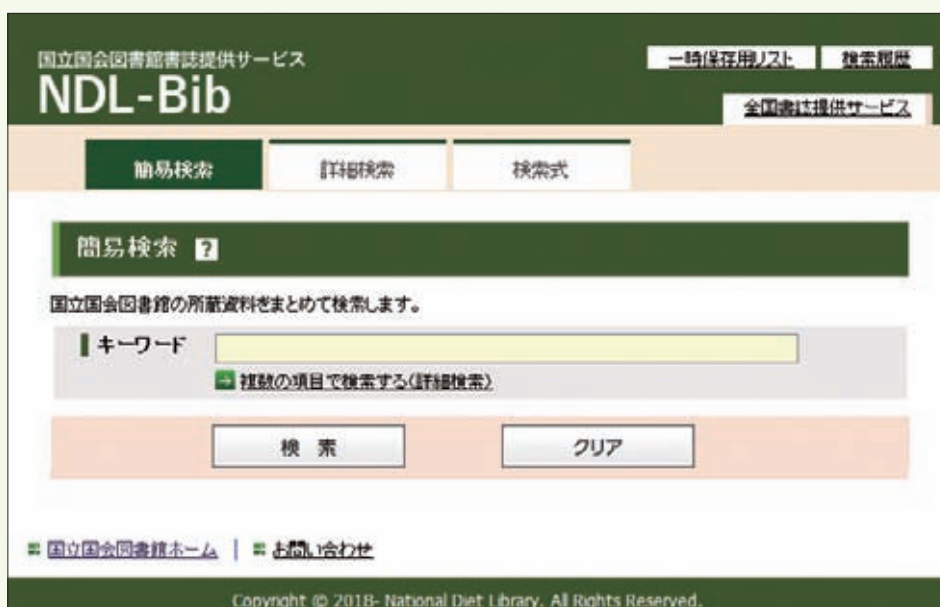 国立国会図書館書誌提供サービス
NDL-Bib
一時保存用リスト 検索履歴
全国書誌提供サービス
簡易検索 詳細検索 検索式
簡易検索 ?
国立国会図書館の所蔵資料をまとめて検索します。
キーワード
複数の項目で検索する(詳細検索)
検 索 クリア
国立国会図書館ホーム | お問い合わせ
Copyright © 2018- National Diet Library. All Rights Reserved.